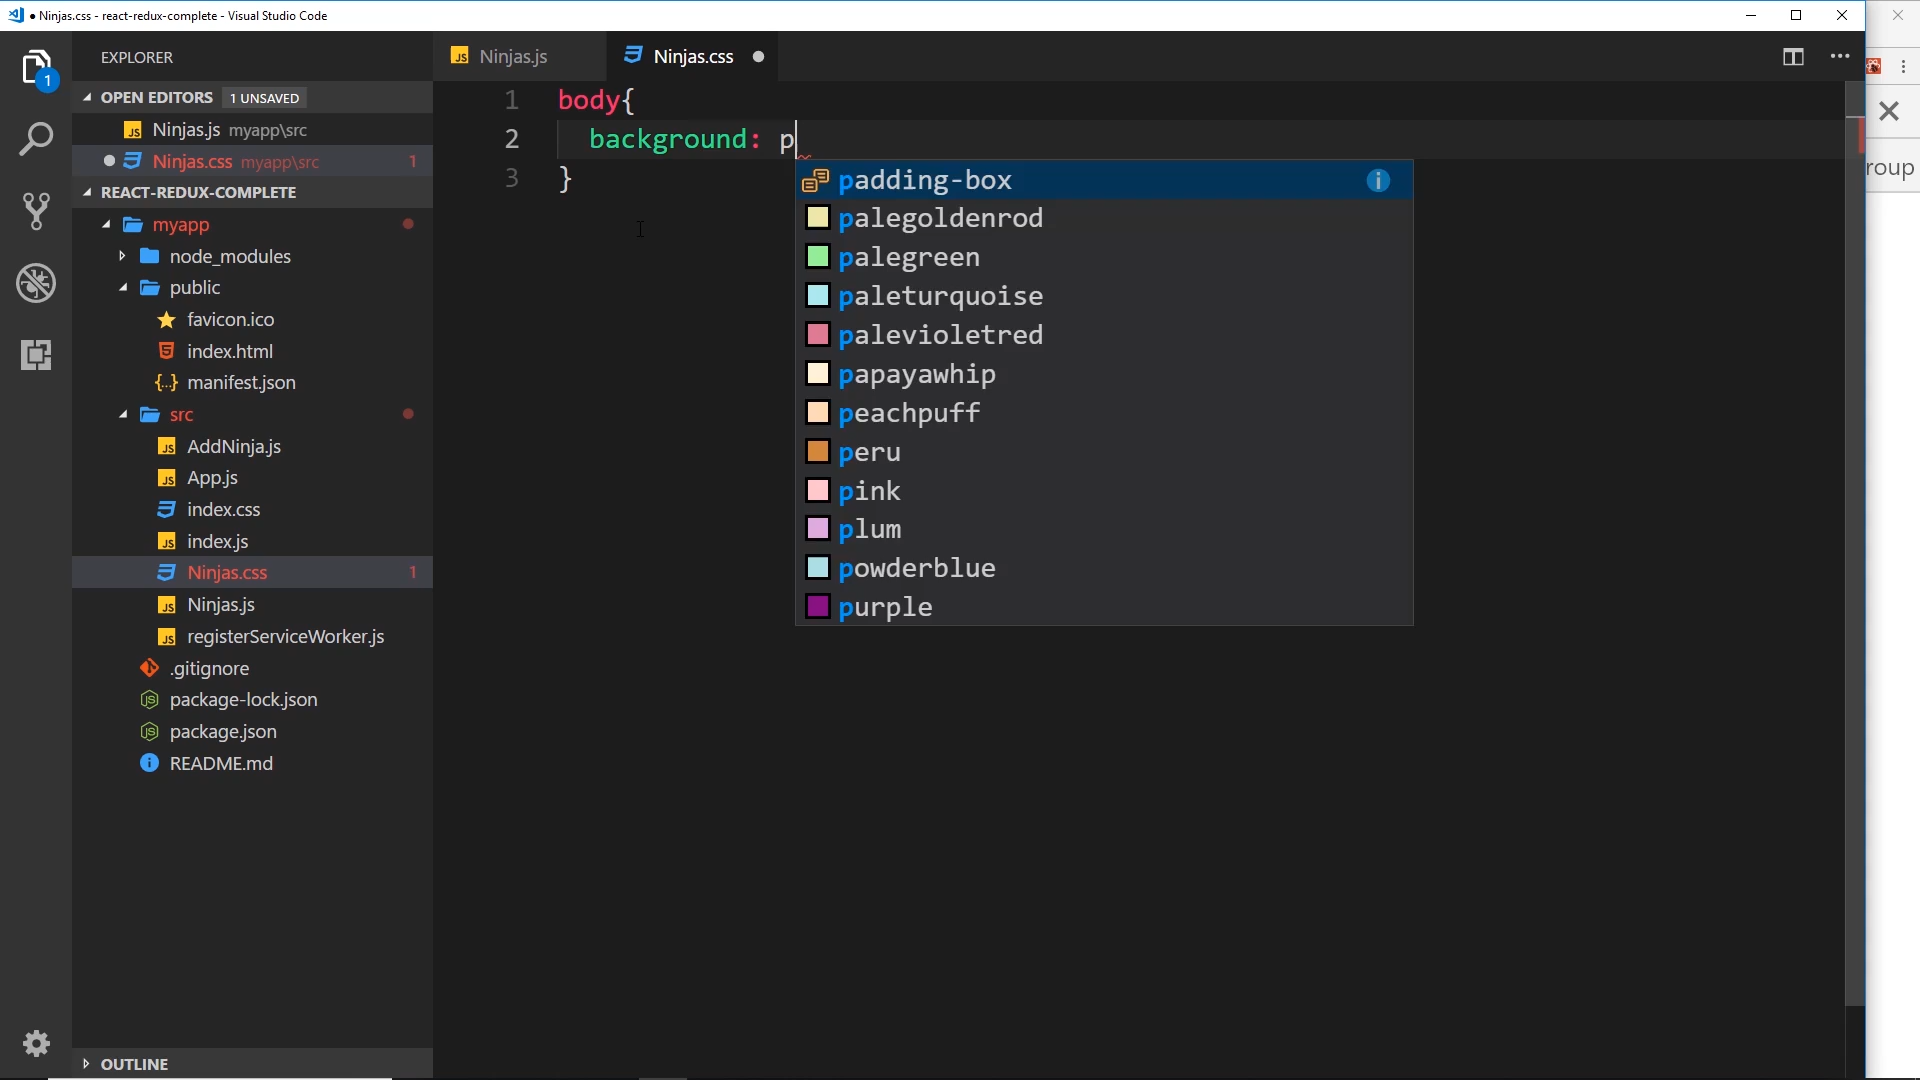 Ninjas.css - react-redux-complete - Visual Studio Code
EXPLORER
OPEN EDITORS 1 UNSAVED
Ninjas.js myapp\src
Ninjas.css myapp\src 1
REACT-REDUX-COMPLETE
myapp
node_modules
public
favicon.ico
index.html
manifest.json
src
AddNinja.js
App.js
index.css
index.js
Ninjas.css 1
Ninjas.js
registerServiceWorker.js
.gitignore
package-lock.json
package.json
README.md
OUTLINE
1
Ninjas.js
Ninjas.css
1 body{
2 background: p
3 }
padding-box
palegoldenrod
palegreen
paleturquoise
palevioletred
papayawhip
peachpuff
peru
pink
plum
powderblue
purple
roup